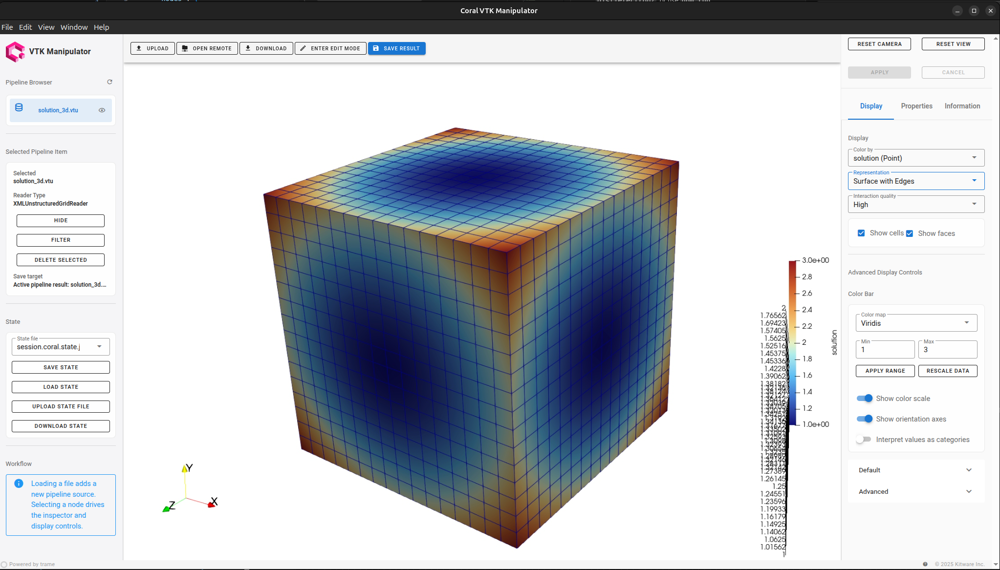 Coral VTK Manipulator
File Edit View Window Help
VTK Manipulator
UPLOAD
OPEN REMOTE
DOWNLOAD
ENTER EDIT MODE
SAVE RESULT
RESET CAMERA
RESET VIEW
APPLY
CANCEL
Pipeline Browser
solution_3d.vtu
Selected Pipeline Item
Selected
solution_3d.vtu
Reader Type
XMLUnstructuredGridReader
HIDE
FILTER
DELETE SELECTED
Save target
Active pipeline result: solution_3d....
State
State file
session.coral.state.j
SAVE STATE
LOAD STATE
UPLOAD STATE FILE
DOWNLOAD STATE
Workflow
Loading a file adds a
new pipeline source.
Selecting a node drives
the inspector and
display controls.
Y
X
Z
3.0e+00
2.8
2.6
2.4
2.2
2
1.8
1.6
1.4
1.2
1.0e+00
solution
2
1.76562
1.69423
1.57405
1.5625
1.52516
1.45375
1.45336
1.4228
1.39062
1.27389
1.26145
1.25
1.24551
1.23596
1.19933
1.16179
1.14925
1.14062
1.0625
1.01562
1
Display
Properties
Information
Display
Color by
solution (Point)
Representation
Surface with Edges
Interaction quality
High
Show cells
Show faces
Advanced Display Controls
Color Bar
Color map
Viridis
Min
1
Max
3
APPLY RANGE
RESCALE DATA
Show color scale
Show orientation axes
Interpret values as categories
Default
Advanced
Powered by trame
© 2025 Kitware Inc.